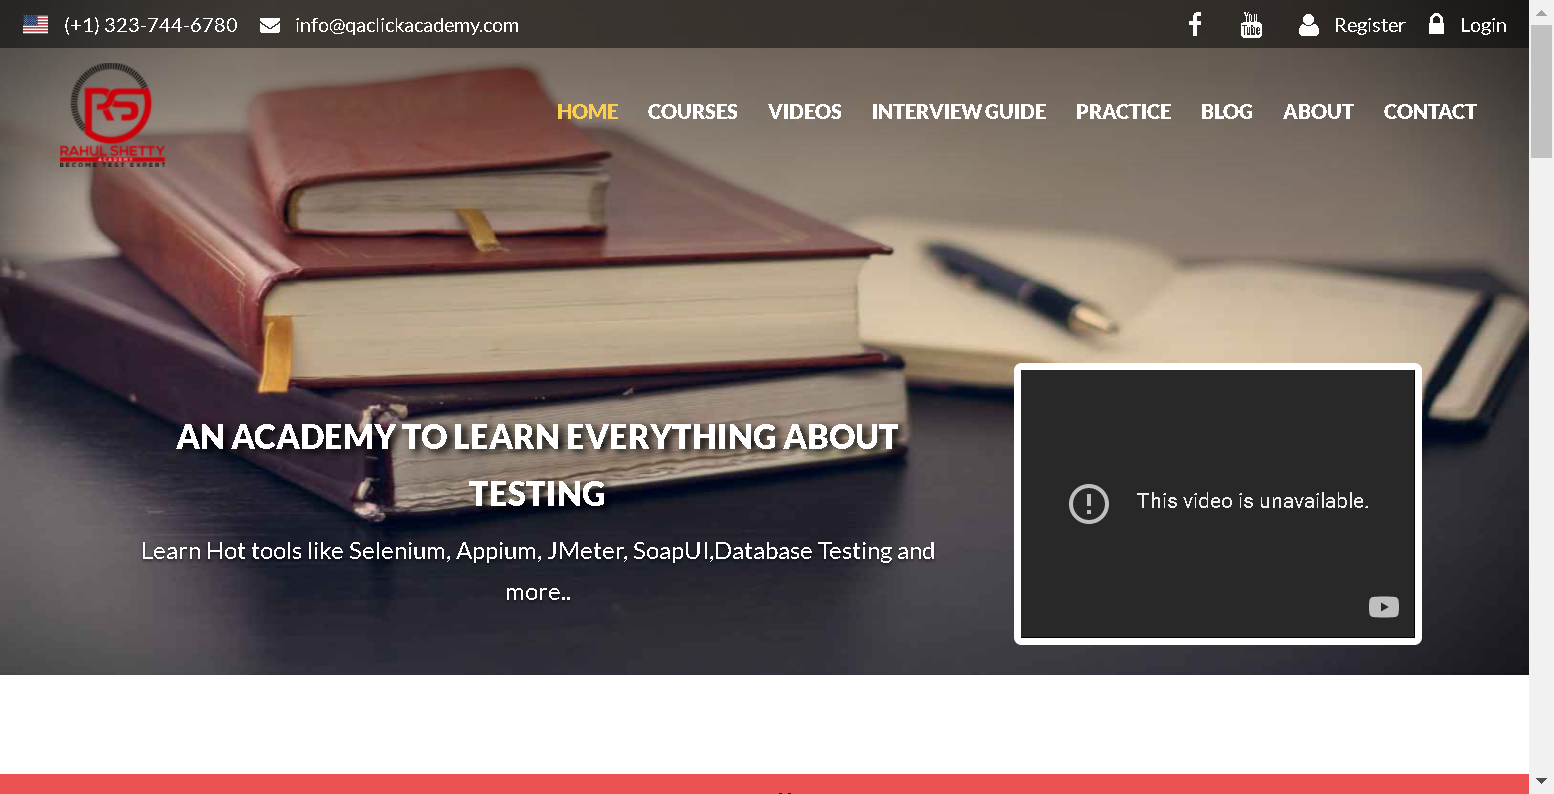 (+1) 323-744-6780 info@qaclickacademy.com You Tube Register Login
RAHUL SHETTY
ACADEMY
BECOME TEST EXPERT
HOME COURSES VIDEOS INTERVIEW GUIDE PRACTICE BLOG ABOUT CONTACT
AN ACADEMY TO LEARN EVERYTHING ABOUT
TESTING
Learn Hot tools like Selenium, Appium, JMeter, SoapUI,Database Testing and
more..
This video is unavailable.